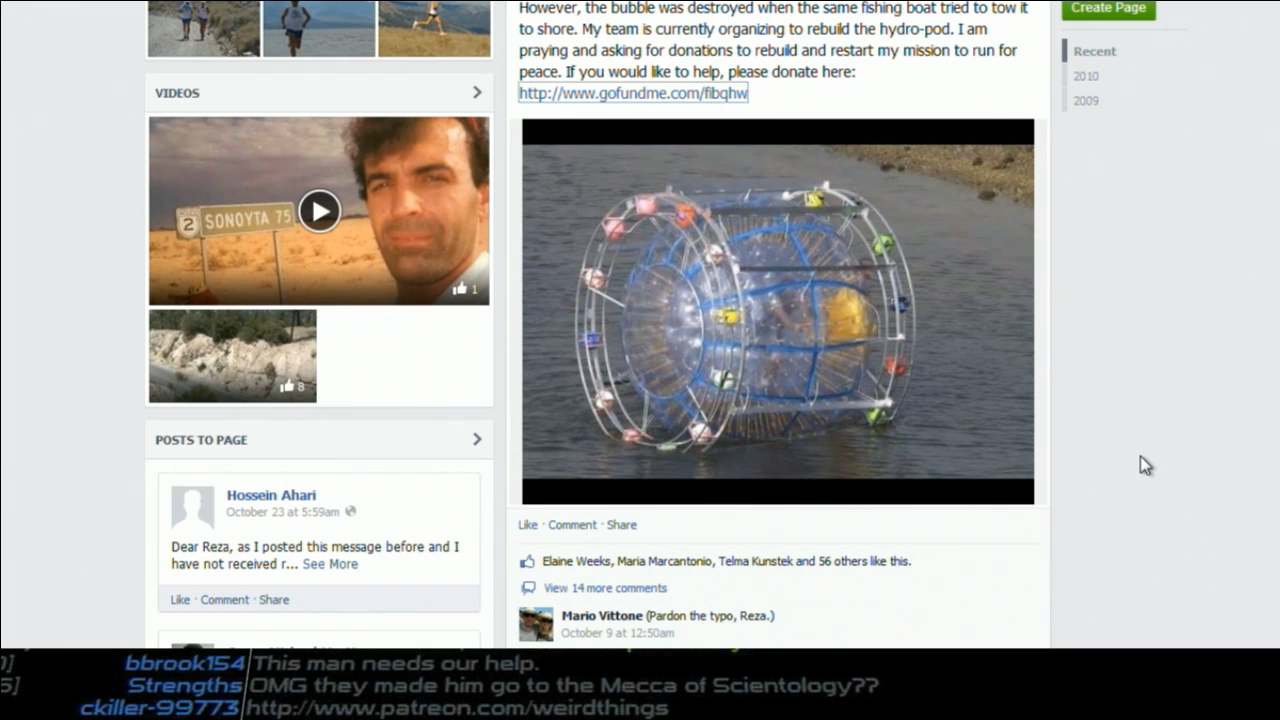 However, the bubble was destroyed when the same fishing boat tried to tow it
to shore. My team is currently organizing to rebuild the hydro-pod. I am
praying and asking for donations to rebuild and restart my mission to run for
peace. If you would like to help, please donate here:
http://www.gofundme.com/fibqhw
Create Page
Recent
2010
2009
VIDEOS
2
SONOYTA 75
1
8
POSTS TO PAGE
Hossein Ahari
October 23 at 5:59am
Dear Reza, as I posted this message before and I
have not received r... See More
Like · Comment · Share
Like · Comment · Share
Elaine Weeks, Maria Marcantonio, Telma Kunstek and 56 others like this.
View 14 more comments
Mario Vittone (Pardon the typo, Reza.)
October 9 at 12:50am
bbrook154 This man needs our help.
Strengths OMG they made him go to the Mecca of Scientology??
ckiller-99773 http://www.patreon.com/weirdthings